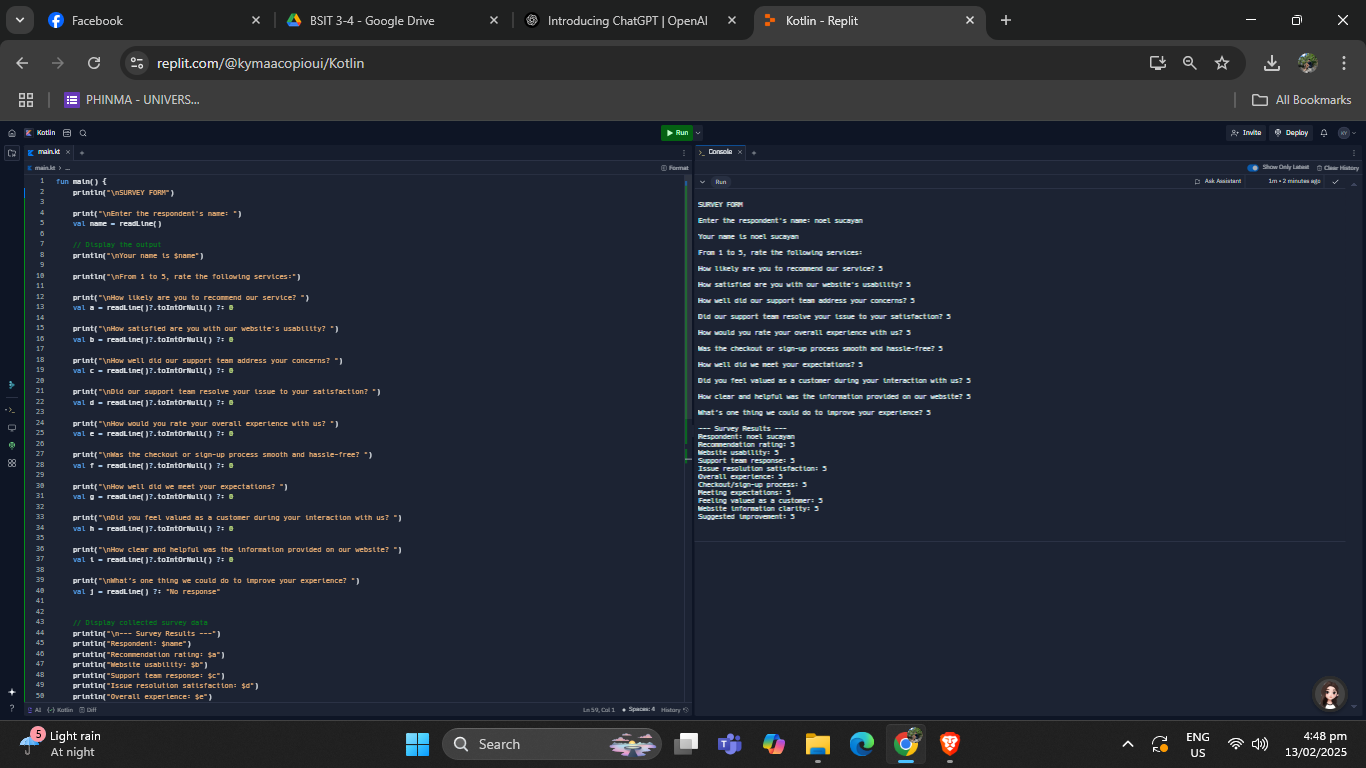 Facebook
BSIT 3-4 - Google Drive
Introducing ChatGPT | OpenAI
Kotlin - Replit
replit.com/@kymaacopioui/Kotlin
PHINMA - UNIVERS...
All Bookmarks
Kotlin
Run
Invite
Deploy
main.kt
Console
main.kt > ...
Format
Show Only Latest
Clear History
Run
Ask Assistant
1m • 2 minutes ago
1 fun main() {
2 println("\nSURVEY FORM")
3
4 print("\nEnter the respondent's name: ")
5 val name = readLine()
6
7 // Display the output
8 println("\nYour name is $name")
9
10 println("\nFrom 1 to 5, rate the following services:")
11
12 print("\nHow likely are you to recommend our service? ")
13 val a = readLine()?.toIntOrNull() ?: 0
14
15 print("\nHow satisfied are you with our website's usability? ")
16 val b = readLine()?.toIntOrNull() ?: 0
17
18 print("\nHow well did our support team address your concerns? ")
19 val c = readLine()?.toIntOrNull() ?: 0
20
21 print("\nDid our support team resolve your issue to your satisfaction? ")
22 val d = readLine()?.toIntOrNull() ?: 0
23
24 print("\nHow would you rate your overall experience with us? ")
25 val e = readLine()?.toIntOrNull() ?: 0
26
27 print("\nWas the checkout or sign-up process smooth and hassle-free? ")
28 val f = readLine()?.toIntOrNull() ?: 0
29
30 print("\nHow well did we meet your expectations? ")
31 val g = readLine()?.toIntOrNull() ?: 0
32
33 print("\nDid you feel valued as a customer during your interaction with us? ")
34 val h = readLine()?.toIntOrNull() ?: 0
35
36 print("\nHow clear and helpful was the information provided on our website? ")
37 val i = readLine()?.toIntOrNull() ?: 0
38
39 print("\nWhat's one thing we could do to improve your experience? ")
40 val j = readLine() ?: "No response"
41
42
43 // Display collected survey data
44 println("\n--- Survey Results ---")
45 println("Respondent: $name")
46 println("Recommendation rating: $a")
47 println("Website usability: $b")
48 println("Support team response: $c")
49 println("Issue resolution satisfaction: $d")
50 println("Overall experience: $e")
SURVEY FORM
Enter the respondent's name: noel sucayan
Your name is noel sucayan
From 1 to 5, rate the following services:
How likely are you to recommend our service? 5
How satisfied are you with our website's usability? 5
How well did our support team address your concerns? 5
Did our support team resolve your issue to your satisfaction? 5
How would you rate your overall experience with us? 5
Was the checkout or sign-up process smooth and hassle-free? 5
How well did we meet your expectations? 5
Did you feel valued as a customer during your interaction with us? 5
How clear and helpful was the information provided on our website? 5
What's one thing we could do to improve your experience? 5
--- Survey Results ---
Respondent: noel sucayan
Recommendation rating: 5
Website usability: 5
Support team response: 5
Issue resolution satisfaction: 5
Overall experience: 5
Checkout/sign-up process: 5
Meeting expectations: 5
Feeling valued as a customer: 5
Website information clarity: 5
Suggested improvement: 5
AI
Kotlin
Diff
Ln 59, Col 1
Spaces: 4
History
5
Light rain
At night
Search
ENG
US
4:48 pm
13/02/2025